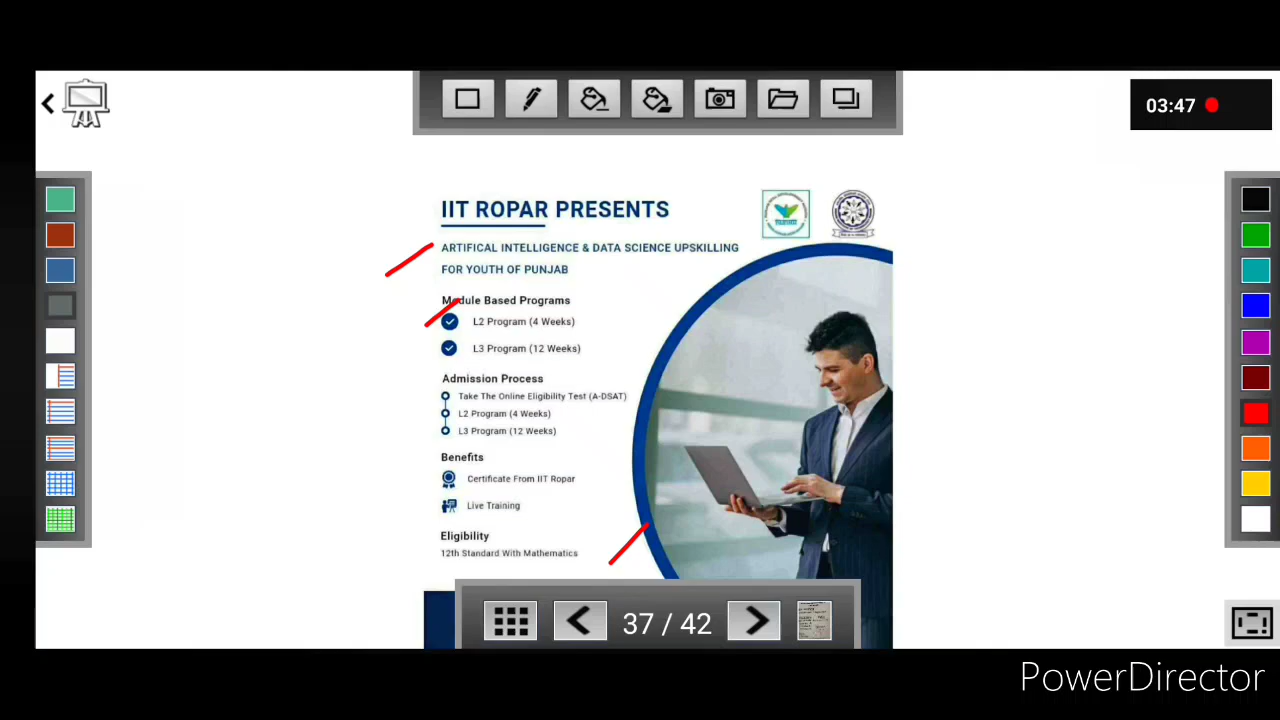 03:47
IIT ROPAR PRESENTS
ARTIFICAL INTELLIGENCE & DATA SCIENCE UPSKILLING
FOR YOUTH OF PUNJAB
Module Based Programs
L2 Program (4 Weeks)
L3 Program (12 Weeks)
Admission Process
Take The Online Eligibility Test (A-DSAT)
L2 Program (4 Weeks)
L3 Program (12 Weeks)
Benefits
Certificate From IIT Ropar
Live Training
Eligibility
12th Standard With Mathematics
37 / 42
PowerDirector